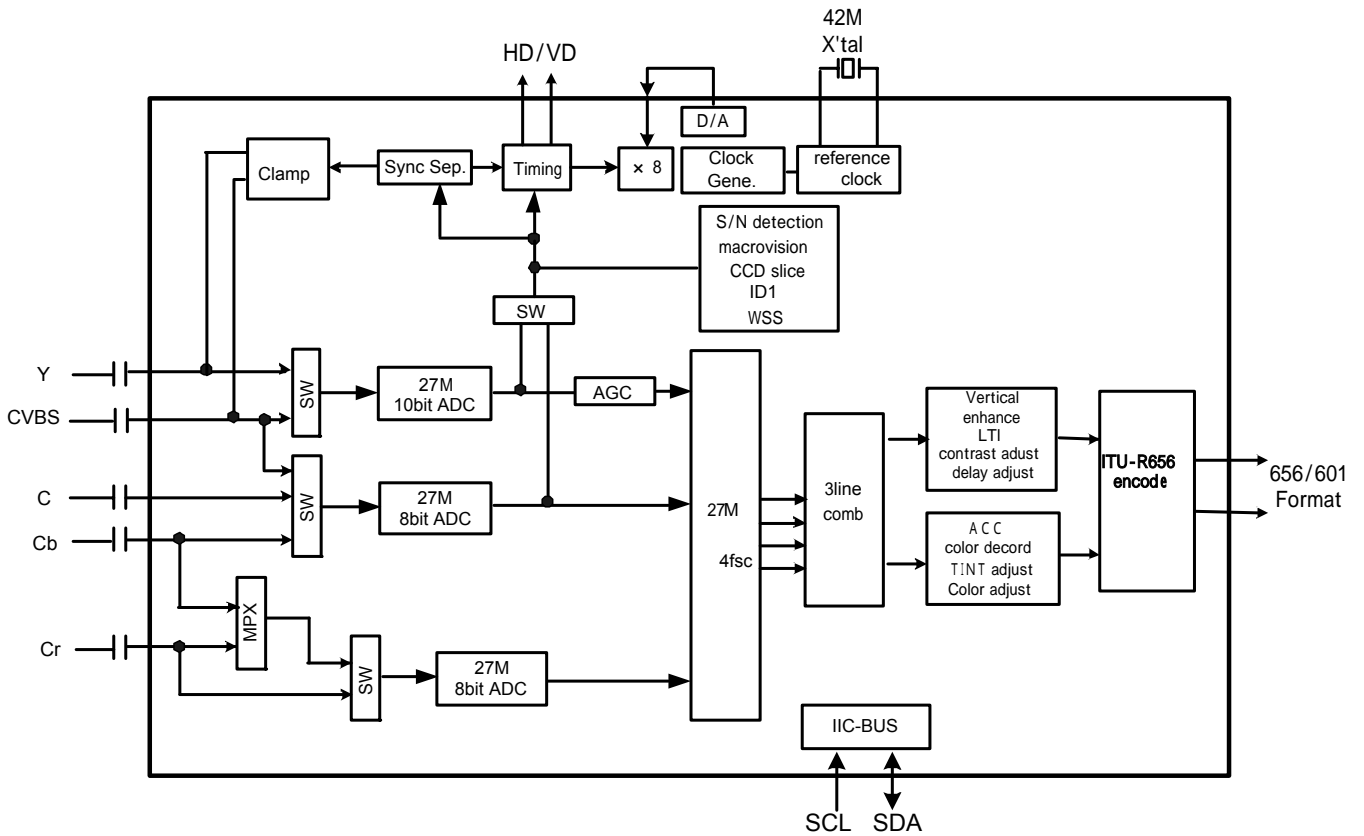 42M
X'tal
HD/VD
D/A
Clamp
Sync Sep.
Timing
× 8
Clock
Gene.
reference
clock
S/N detection
macrovision
CCD slice
ID1
WSS
SW
Y
SW
27M
10bit ADC
AGC
CVBS
C
SW
27M
8bit ADC
Cb
MPX
Cr
SW
27M
8bit ADC
27M
4fsc
3line
comb
Vertical
enhance
LTI
contrast adust
delay adjust
ACC
color decord
TINT adjust
Color adjust
ITU-R656
encode
656/601
Format
IIC-BUS
SCL
SDA